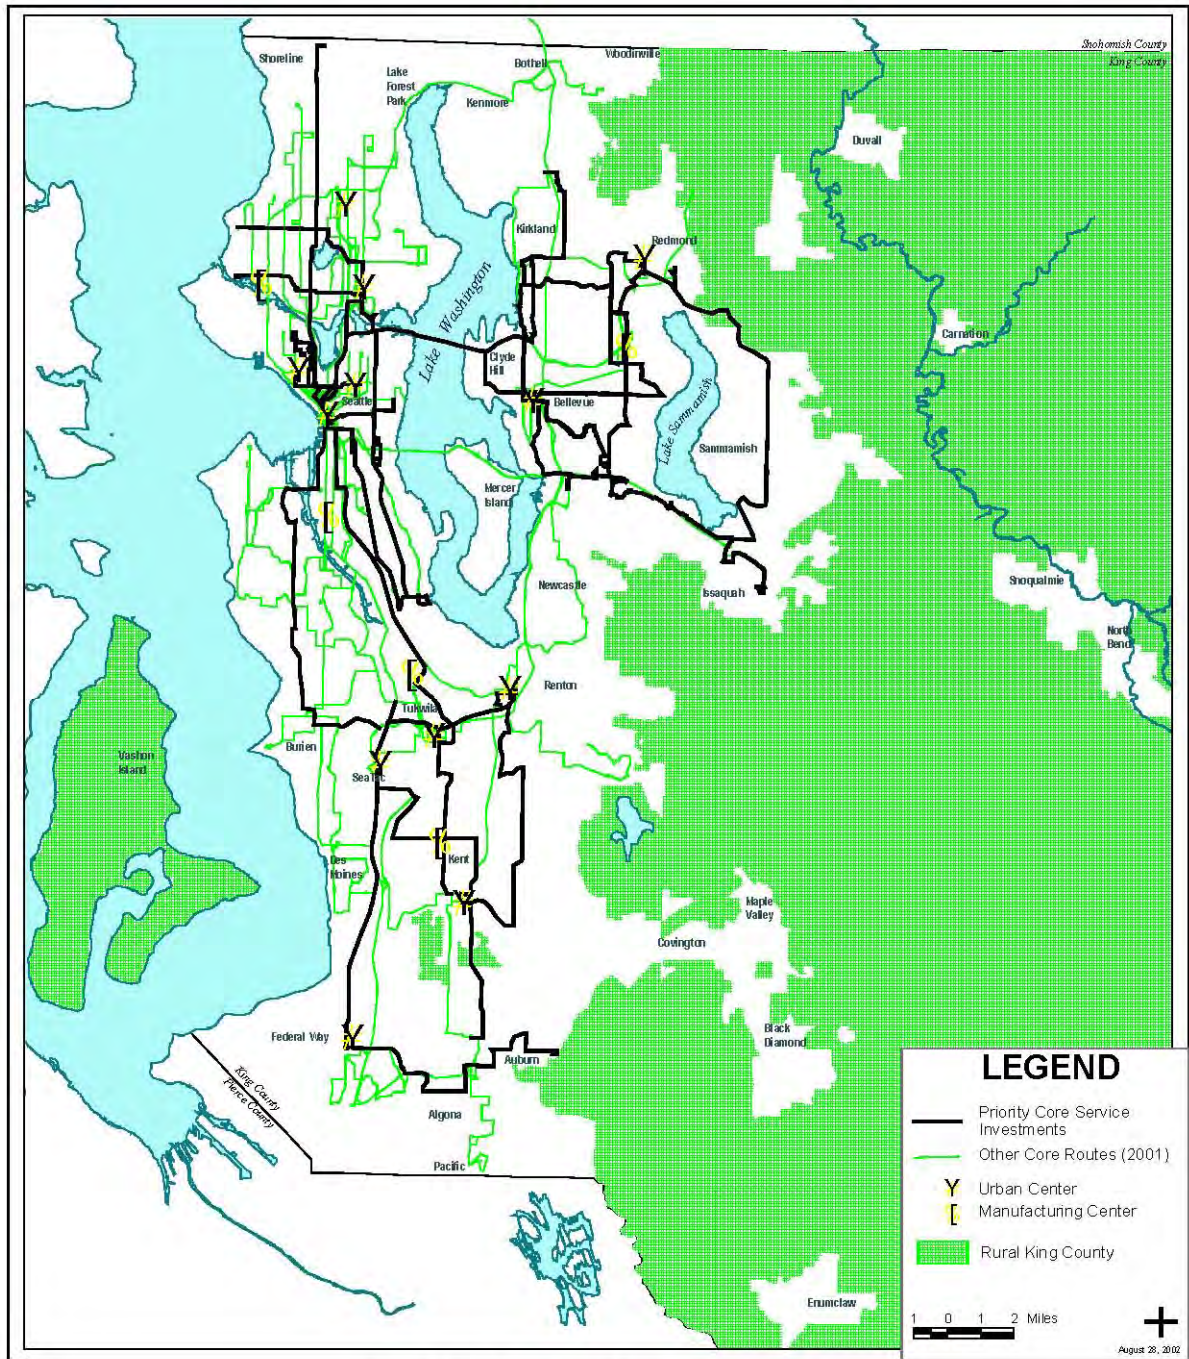 Snohomish County
King County
Shoreline
Lake
Forest
Park
Kenmore
Bothell
Woodinville
Duvall
Kirkland
Redmond
Lake Washington
Carnation
Clyde
Hill
Seattle
Bellevue
Lake Sammamish
Sammamish
Mercer
Island
Newcastle
Issaquah
Snoqualmie
North
Bend
Renton
Tukwila
Burien
SeaTac
Vashon
Island
Des
Moines
Kent
Maple
Valley
Covington
Black
Diamond
Federal Way
Auburn
King County
Pierce County
Algona
Pacific
Enumclaw
LEGEND
Priority Core Service
Investments
Other Core Routes (2001)
Urban Center
Manufacturing Center
Rural King County
1 0 1 2 Miles
August 28, 2002